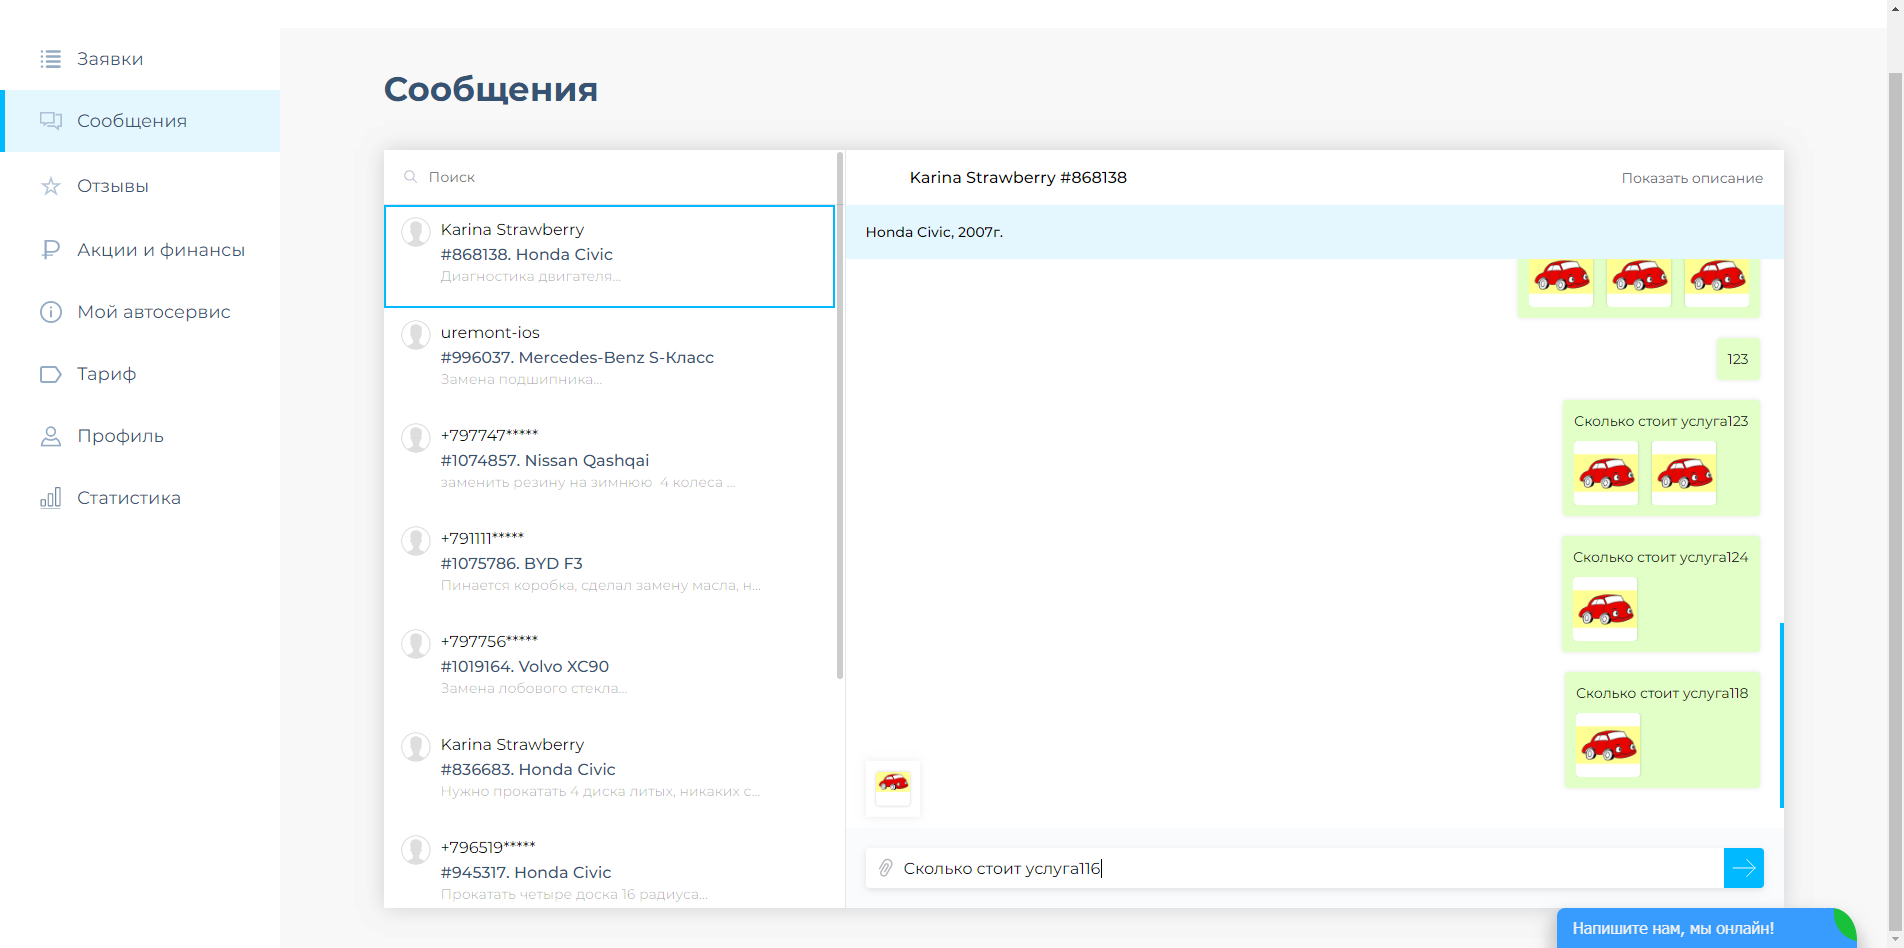 Заявки
Сообщения
Отзывы
Акции и финансы
Мой автосервис
Тариф
Профиль
Статистика
Сообщения
Поиск
Karina Strawberry
#868138. Honda Civic
Диагностика двигателя...
uremont-ios
#996037. Mercedes-Benz S-Класс
Замена подшипника...
+797747*****
#1074857. Nissan Qashqai
заменить резину на зимнюю 4 колеса ...
+791111*****
#1075786. BYD F3
Пинается коробка, сделал замену масла, н...
+797756*****
#1019164. Volvo XC90
Замена лобового стекла...
Karina Strawberry
#836683. Honda Civic
Нужно прокатать 4 диска литых, никаких с...
+796519*****
#945317. Honda Civic
Прокатать четыре доска 16 радиуса...
Karina Strawberry #868138
Показать описание
Honda Civic, 2007г.
123
Сколько стоит услуга123
Сколько стоит услуга124
Сколько стоит услуга118
Сколько стоит услуга116
Напишите нам, мы онлайн!